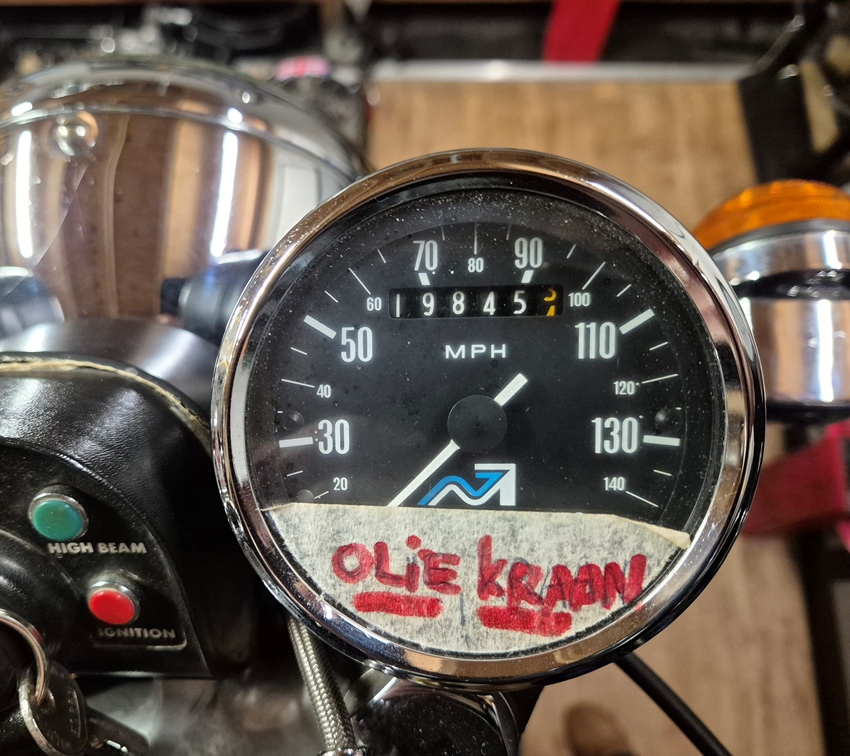 70 80 90
60 19845 100
50 MPH 110
40 120
30 130
20 140
OLiE KRAAN
HIGH BEAM
IGNITION